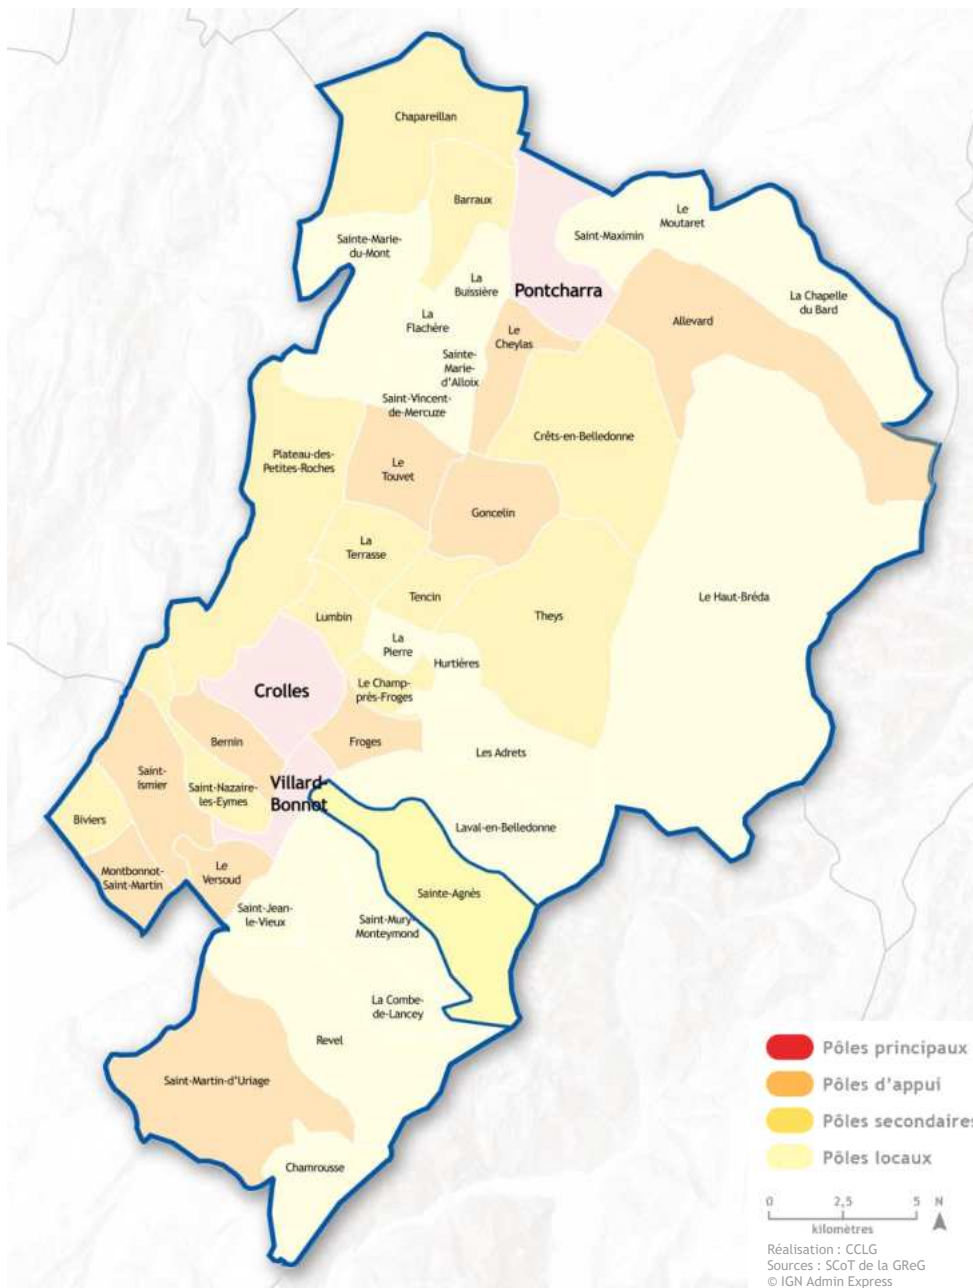 Chapareillan
Barraux
Le
Moutaret
Saint-Maximin
Sainte-Marie-
du-Mont
La
Buissière
Pontcharra
La Chapelle
du Bard
La
Flachère
Allevard
Le
Cheylas
Sainte-
Marie-
d'Alloix
Saint-Vincent-
de-Mercuze
Crêts-en-Belledonne
Plateau-des-
Petites-Roches
Le
Touvet
Goncelin
La
Terrasse
Tencin
Le Haut-Bréda
Lumbin
Theys
La
Pierre
Hurtières
Crolles
Le Champ-
près-Froges
Bernin
Froges
Les Adrets
Saint-
Ismier
Villard-
Bonnot
Saint-Nazaire-
les-Eymes
Biviers
Laval-en-Belledonne
Montbonnot-
Saint-Martin
Le
Versoud
Sainte-Agnès
Saint-Jean-
le-Vieux
Saint-Mury-
Monteymond
La Combe-
de-Lancey
Revel
Saint-Martin-d'Uriage
Chamrousse
Pôles principaux
Pôles d'appui
Pôles secondaires
Pôles locaux
0 2,5 5 N
kilomètres
Réalisation : CCLG
Sources : SCoT de la GReG
© IGN Admin Express